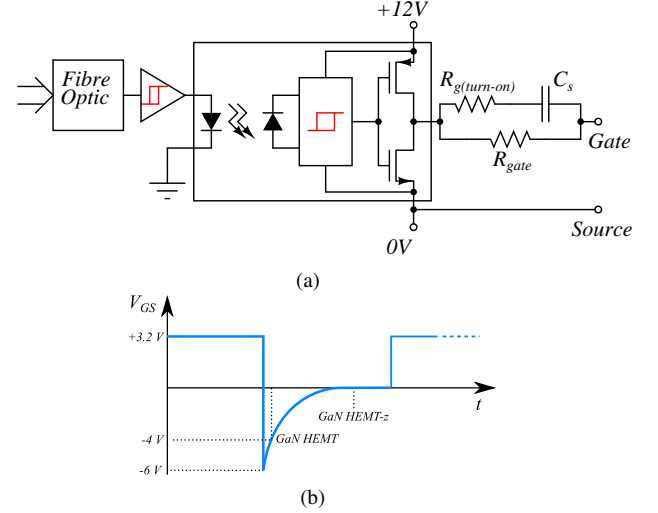 +12V
Fibre
Optic
R_g(turn-on)
C_s
Gate
R_gate
Source
0V
(a)
V_GS
+3.2 V
t
GaN HEMT-z
-4 V
GaN HEMT
-6 V
(b)